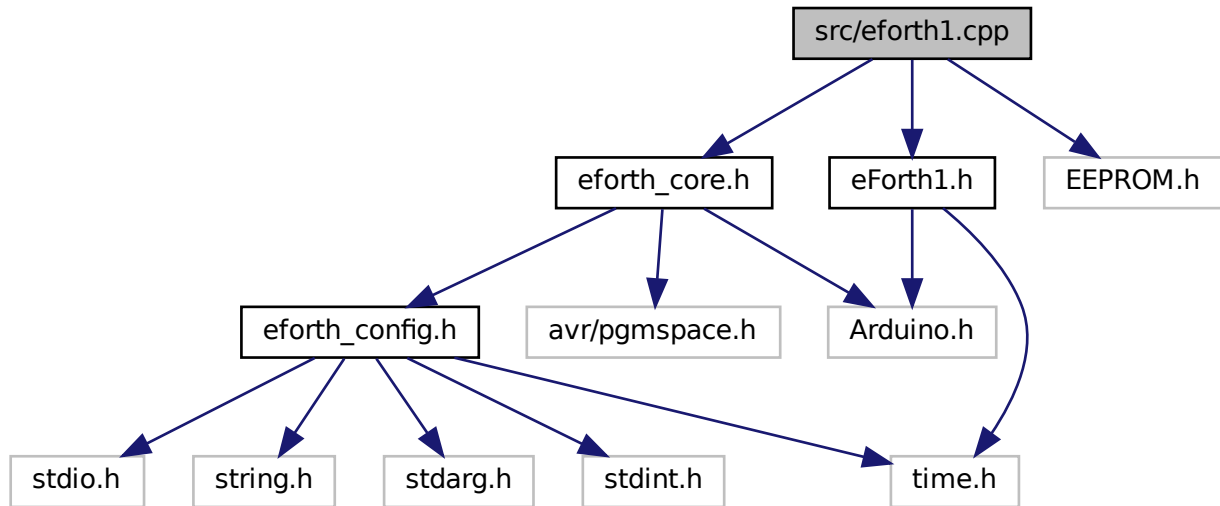 src/eforth1.cpp
eforth_core.h
eForth1.h
EEPROM.h
eforth_config.h
avr/pgmspace.h
Arduino.h
stdio.h
string.h
stdarg.h
stdint.h
time.h